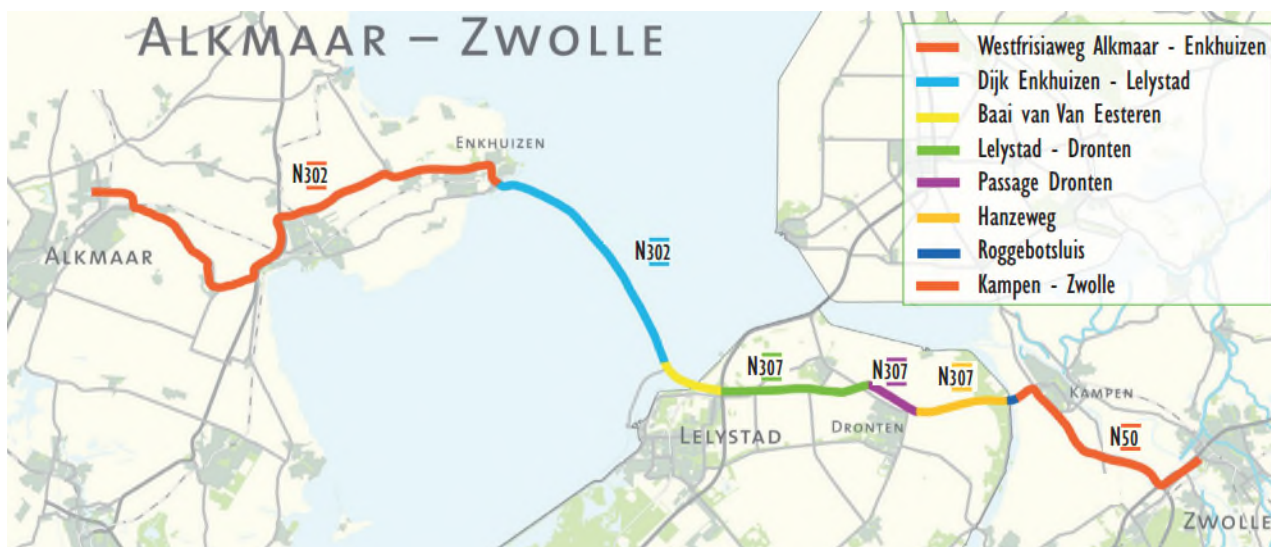 ALKMAAR – ZWOLLE
Westfrisiaweg Alkmaar - Enkhuizen
Dijk Enkhuizen - Lelystad
Baai van Van Eesteren
Lelystad - Dronten
Passage Dronten
Hanzeweg
Roggebotsluis
Kampen - Zwolle
ENKHUIZEN
N302
ALKMAAR
N302
N307
N307
N307
KAMPEN
DRONTEN
LELYSTAD
N50
ZWOLLE